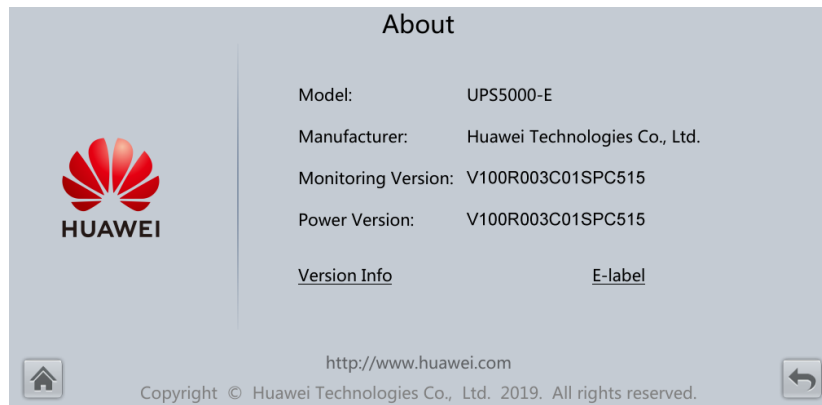 About
Model: UPS5000-E
Manufacturer: Huawei Technologies Co., Ltd.
HUAWEI
Monitoring Version: V100R003C01SPC515
Power Version: V100R003C01SPC515
Version Info E-label
http://www.huawei.com
Copyright © Huawei Technologies Co., Ltd. 2019. All rights reserved.